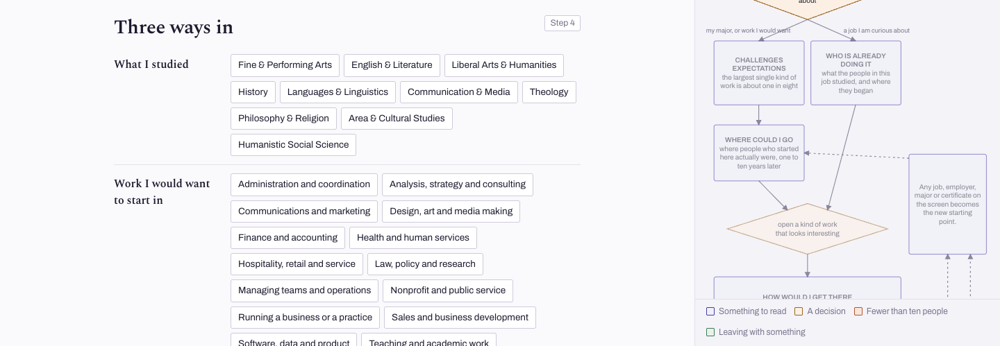 Three ways in
Step 4
What I studied
Fine & Performing Arts
English & Literature
Liberal Arts & Humanities
History
Languages & Linguistics
Communication & Media
Theology
Philosophy & Religion
Area & Cultural Studies
Humanistic Social Science
Work I would want
to start in
Administration and coordination
Analysis, strategy and consulting
Communications and marketing
Design, art and media making
Finance and accounting
Health and human services
Hospitality, retail and service
Law, policy and research
Managing teams and operations
Nonprofit and public service
Running a business or a practice
Sales and business development
Software, data and product
Teaching and academic work
about
my major, or work I would want
a job I am curious about
CHALLENGES
EXPECTATIONS
the largest single kind of
work is about one in eight
WHO IS ALREADY
DOING IT
what the people in this
job studied, and where
they began
WHERE COULD I GO
where people who started
here actually were, one to
ten years later
Any job, employer,
major or certificate on
the screen becomes
the new starting
point.
open a kind of work
that looks interesting
HOW WOULD I GET THERE
Something to read
A decision
Fewer than ten people
Leaving with something